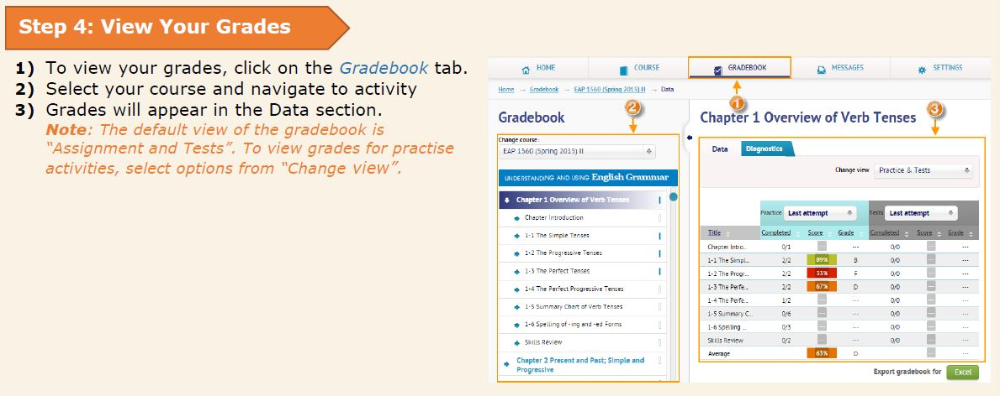 Step 4: View Your Grades
1) To view your grades, click on the Gradebook tab.
2) Select your course and navigate to activity
3) Grades will appear in the Data section.
Note: The default view of the gradebook is
“Assignment and Tests”. To view grades for practise
activities, select options from “Change view”.
HOME COURSE GRADEBOOK MESSAGES SETTINGS
Home → Gradebook → EAP 1560 (Spring 2015) II → Data
1
2
3
Gradebook
Change course:
EAP 1560 (Spring 2015) II
UNDERSTANDING AND USING English Grammar
Chapter 1 Overview of Verb Tenses
Chapter Introduction
1-1 The Simple Tenses
1-2 The Progressive Tenses
1-3 The Perfect Tenses
1-4 The Perfect Progressive Tenses
1-5 Summary Chart of Verb Tenses
1-6 Spelling of -ing and -ed Forms
Skills Review
Chapter 2 Present and Past; Simple and
Progressive
Chapter 1 Overview of Verb Tenses
Data Diagnostics
Change view Practice & Tests
Practice Last attempt Tests Last attempt
Title Completed Score Grade Completed Score Grade
Chapter Intro... 0/1 --- --- 0/0 --- ---
1-1 The Simpl... 2/2 89% B 0/0 --- ---
1-2 The Progr... 2/2 33% F 0/0 --- ---
1-3 The Perfe... 2/2 67% D 0/0 --- ---
1-4 The Perfe... 1/2 --- --- 0/0 --- ---
1-5 Summary C... 0/6 --- --- 0/0 --- ---
1-6 Spelling ... 0/3 --- --- 0/0 --- ---
Skills Review 0/2 --- --- 0/0 --- ---
Average 63% D --- ---
Export gradebook for Excel